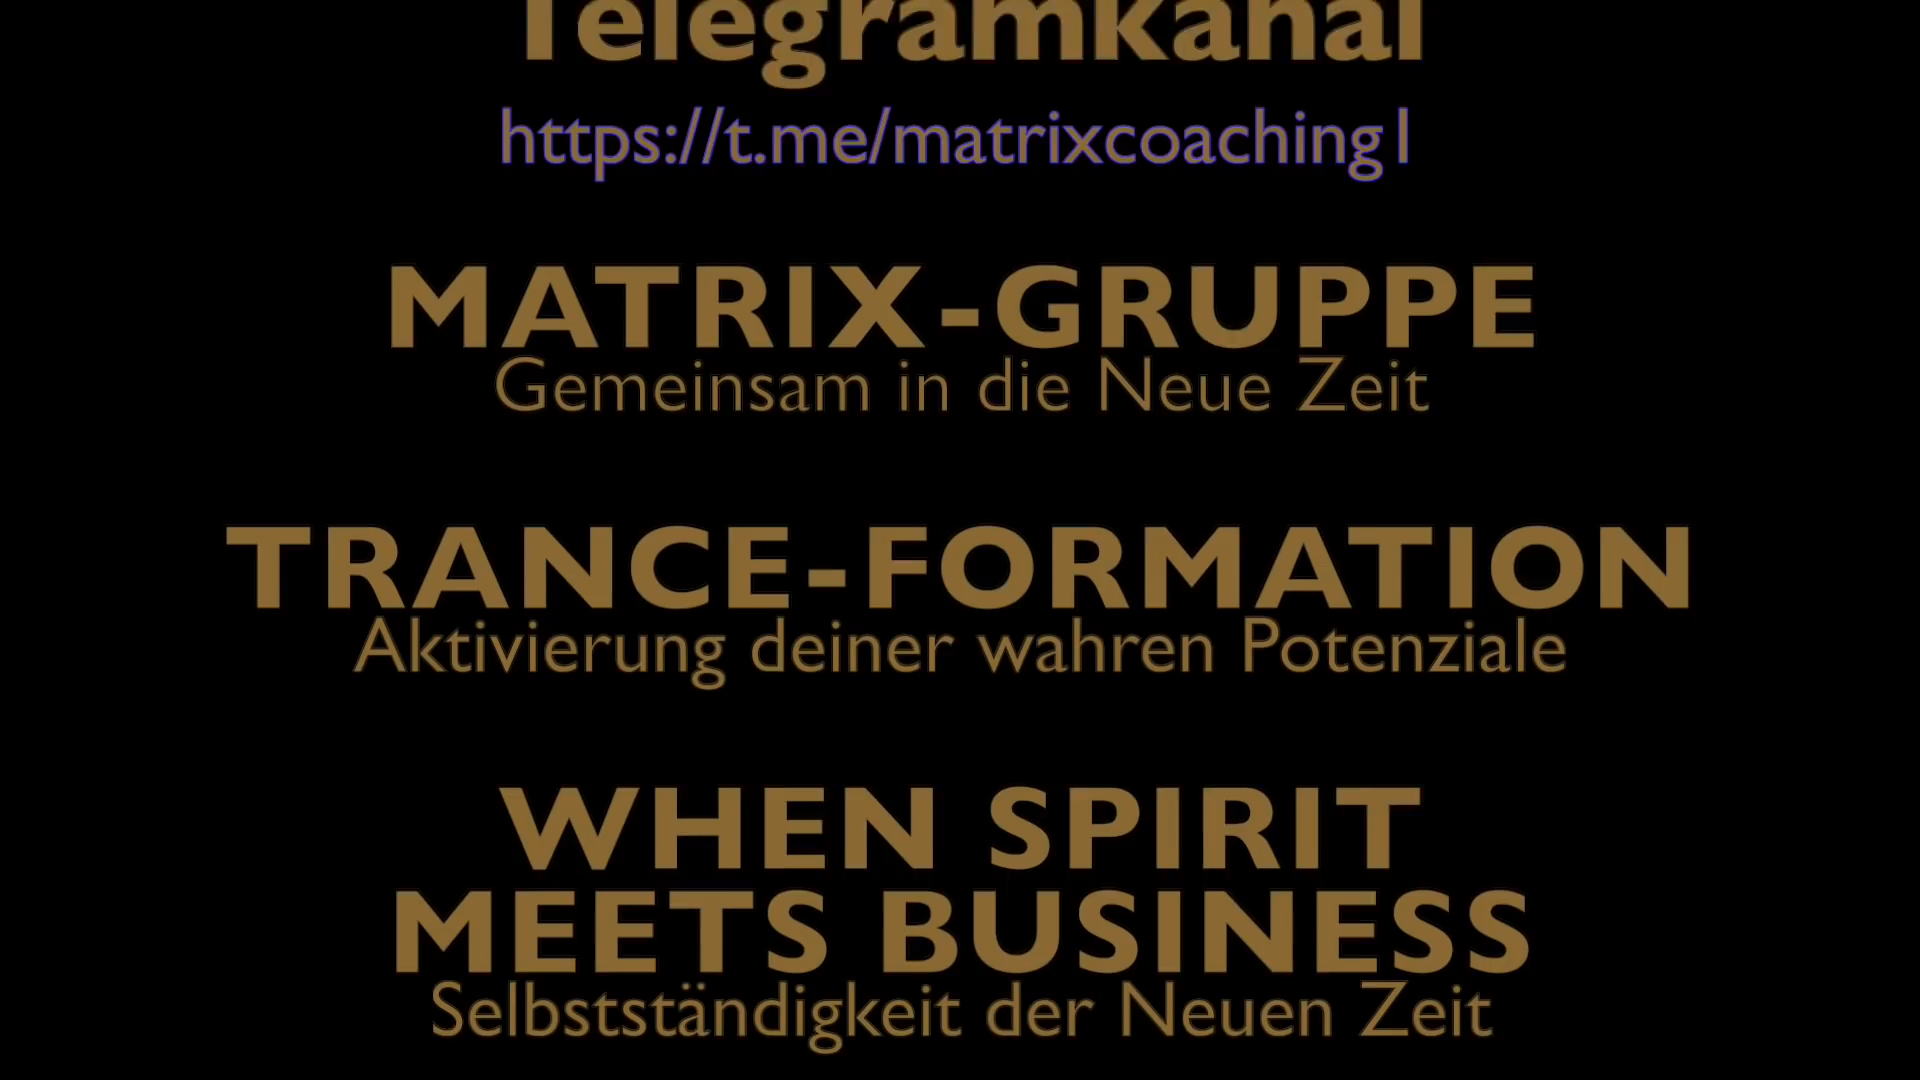 Telegramkanal
https://t.me/matrixcoaching1
MATRIX-GRUPPE
Gemeinsam in die Neue Zeit
TRANCE-FORMATION
Aktivierung deiner wahren Potenziale
WHEN SPIRIT
MEETS BUSINESS
Selbstständigkeit der Neuen Zeit